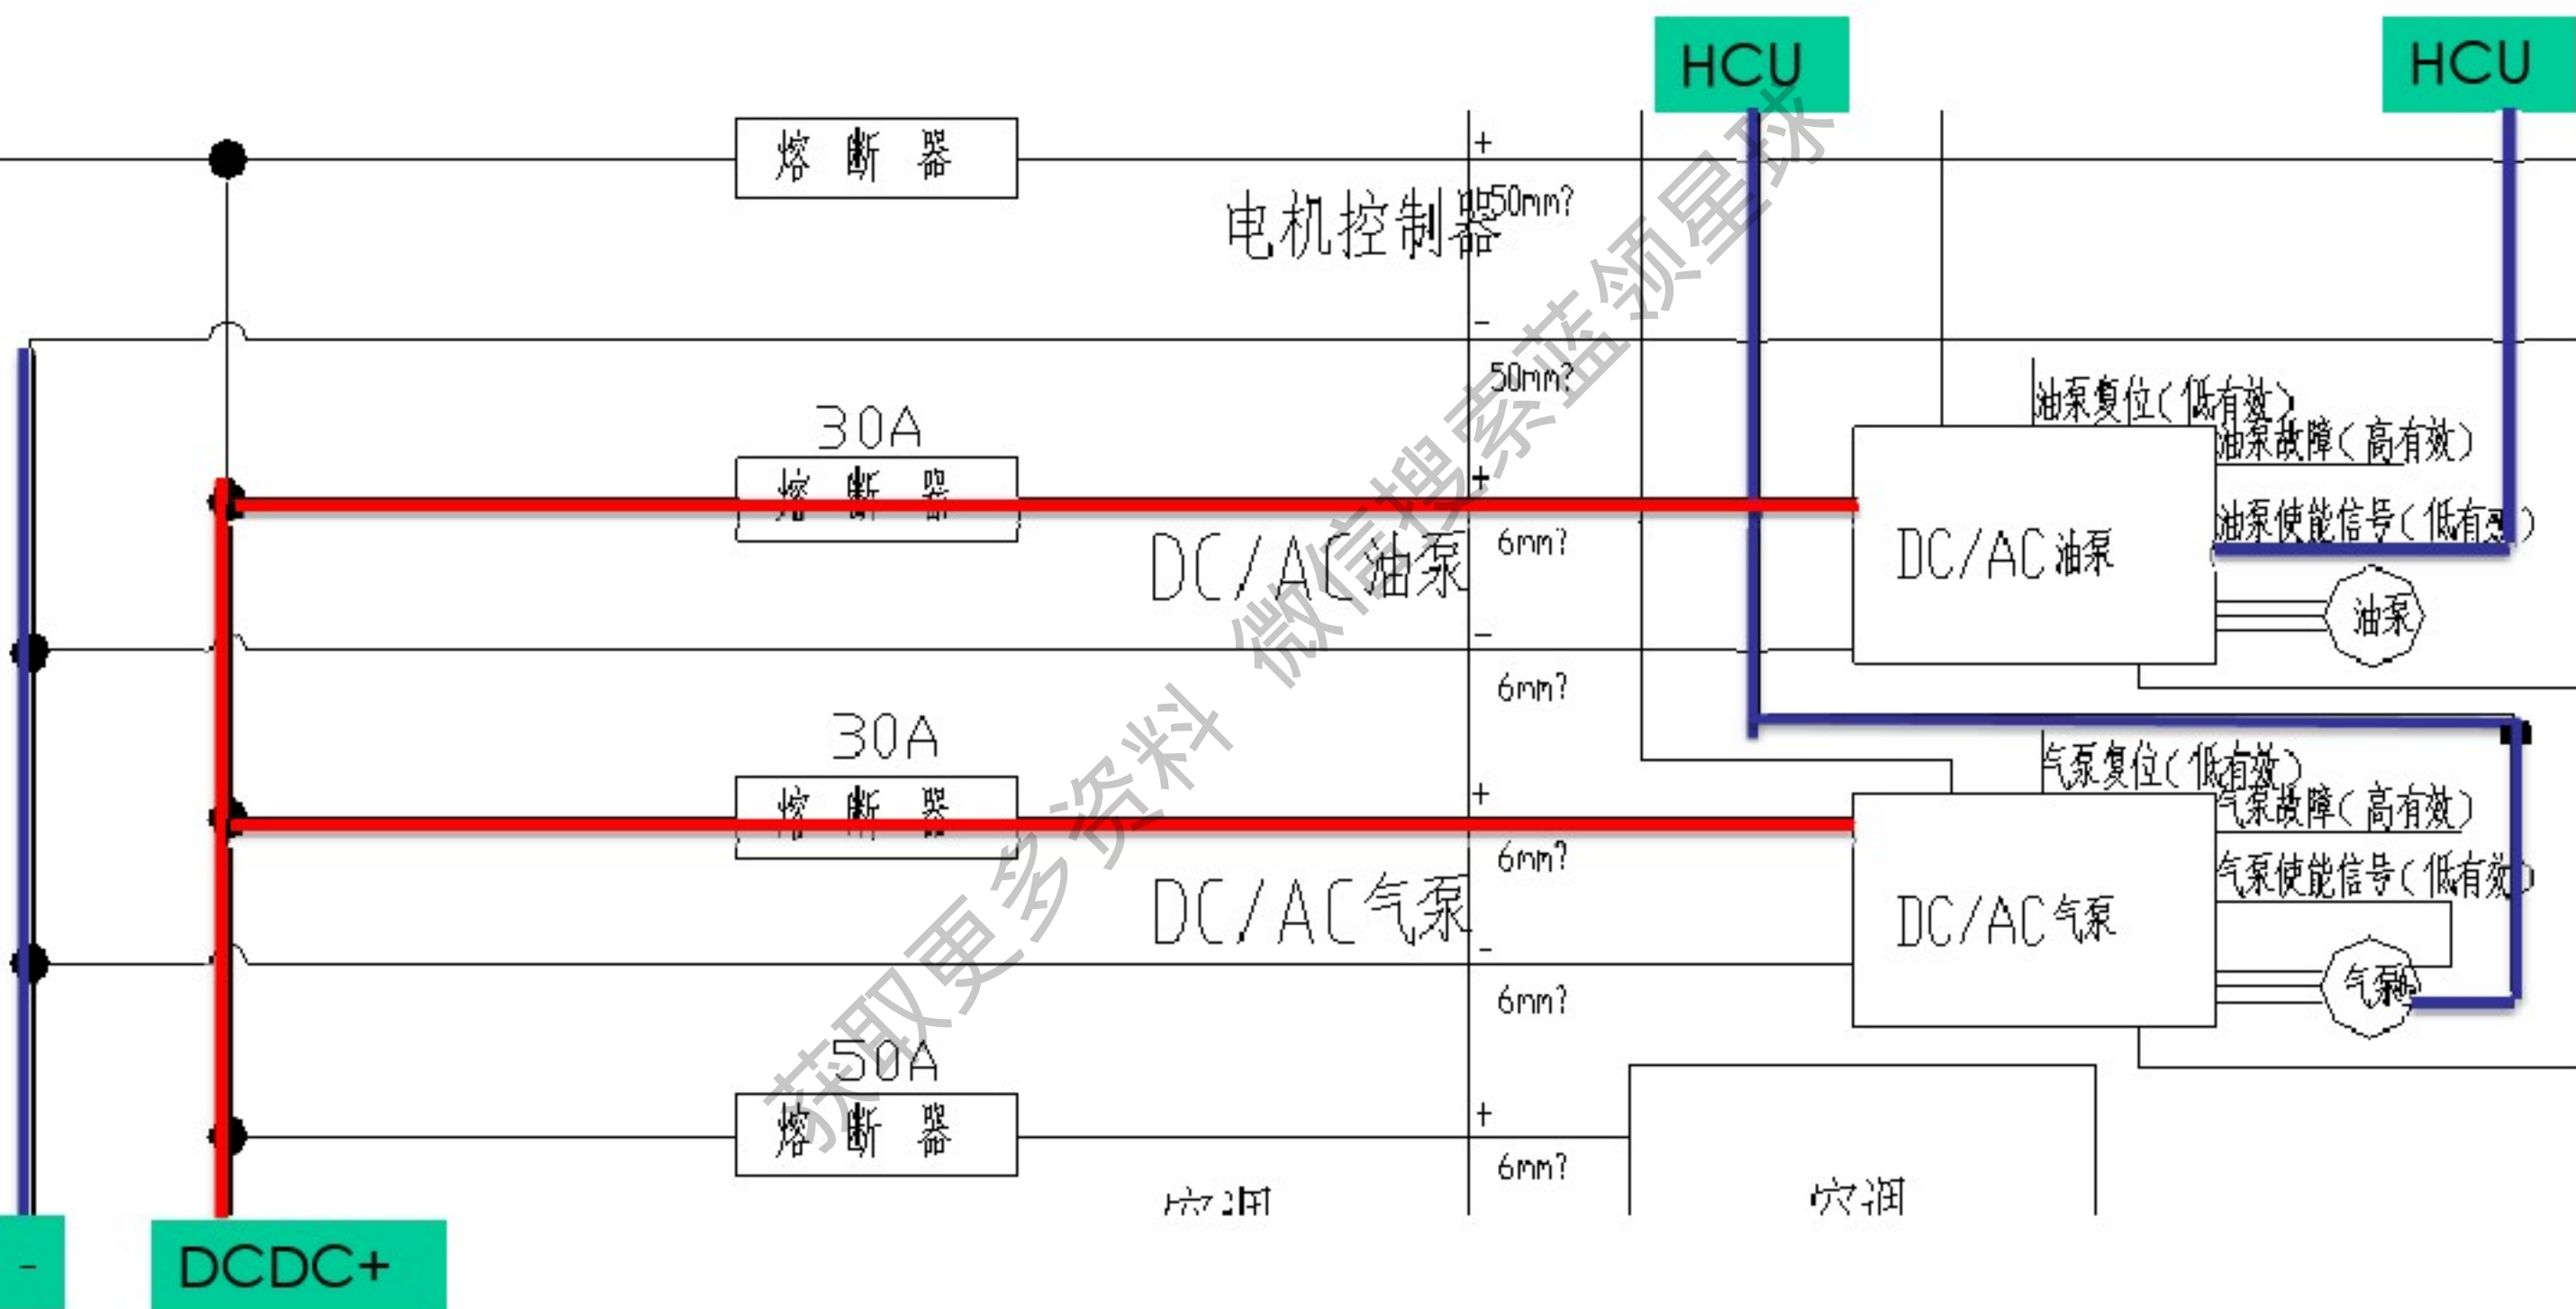 HCU
HCU
熔 断 器
+
电机控制器
50mm?
-
50mm?
30A
熔 断 器
+
油泵复位(低有效)
油泵故障(高有效)
DC/AC油泵
6mm?
DC/AC油泵
油泵使能信号(低有效)
油泵
-
6mm?
30A
熔 断 器
+
气泵复位(低有效)
气泵故障(高有效)
6mm?
DC/AC气泵
DC/AC气泵
气泵使能信号(低有效)
-
气泵
6mm?
50A
熔 断 器
+
6mm?
-
DCDC+
获取更多资料 微信搜索蓝领星球